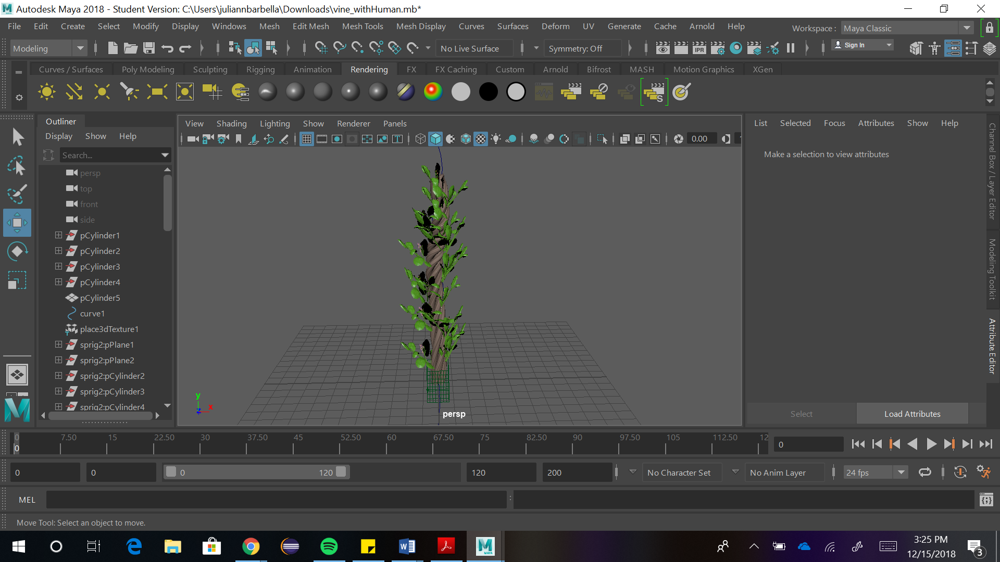 Autodesk Maya 2018 - Student Version: C:\Users\juliannbarbella\Downloads\vine_withHuman.mb*
File Edit Create Select Modify Display Windows Mesh Edit Mesh Mesh Tools Mesh Display Curves Surfaces Deform UV Generate Cache Arnold Help Workspace : Maya Classic
Modeling No Live Surface Symmetry: Off IPR Sign In
Curves / Surfaces Poly Modeling Sculpting Rigging Animation Rendering FX FX Caching Custom Arnold Bifrost MASH Motion Graphics XGen
S
Outliner
Display Show Help
Search...
persp
top
front
side
pCylinder1
pCylinder2
pCylinder3
pCylinder4
pCylinder5
curve1
place3dTexture1
sprig2:pPlane1
sprig2:pPlane2
sprig2:pCylinder2
sprig2:pCylinder3
sprig2:pCylinder4
View Shading Lighting Show Renderer Panels
0.00
y
x
z
persp
List Selected Focus Attributes Show Help
Make a selection to view attributes
Select Load Attributes
Channel Box / Layer Editor
Modeling Toolkit
Attribute Editor
0 7.50 15 22.50 30 37.50 45 52.50 60 67.50 75 82.50 90 97.50 105 112.50 12
0 0
0 0 0 120 120 200 No Character Set No Anim Layer 24 fps
MEL
Move Tool: Select an object to move.
MAYA
3:25 PM
12/15/2018
3